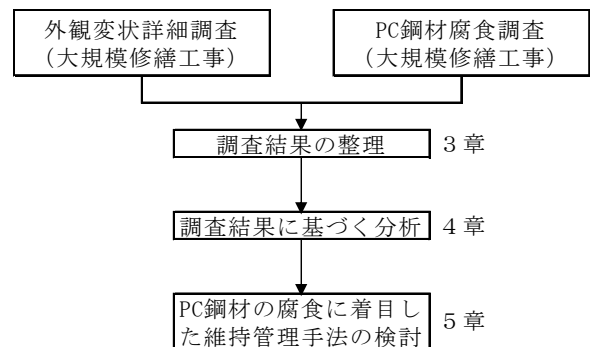 外観変状詳細調査
（大規模修繕工事）
PC鋼材腐食調査
（大規模修繕工事）
調査結果の整理
３章
調査結果に基づく分析
４章
PC鋼材の腐食に着目し
た維持管理手法の検討
５章